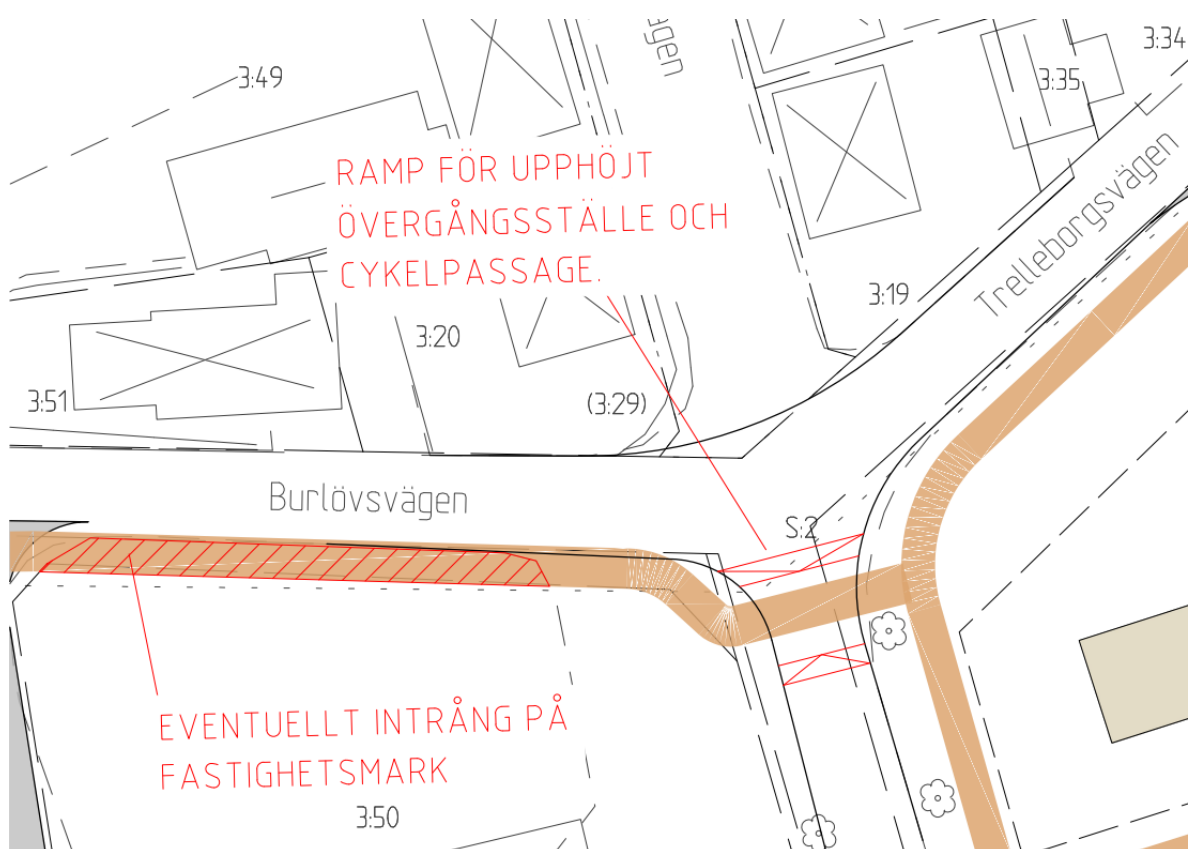 3:49
3:34
3:35
RAMP FÖR UPPHÖJT
ÖVERGÅNGSSTÄLLE OCH
CYKELPASSAGE.
Trelleborgsvägen
3:19
3:20
3:51
(3:29)
Burlövsvägen
S:2
EVENTUELLT INTRÅNG PÅ
FASTIGHETSMARK
3:50